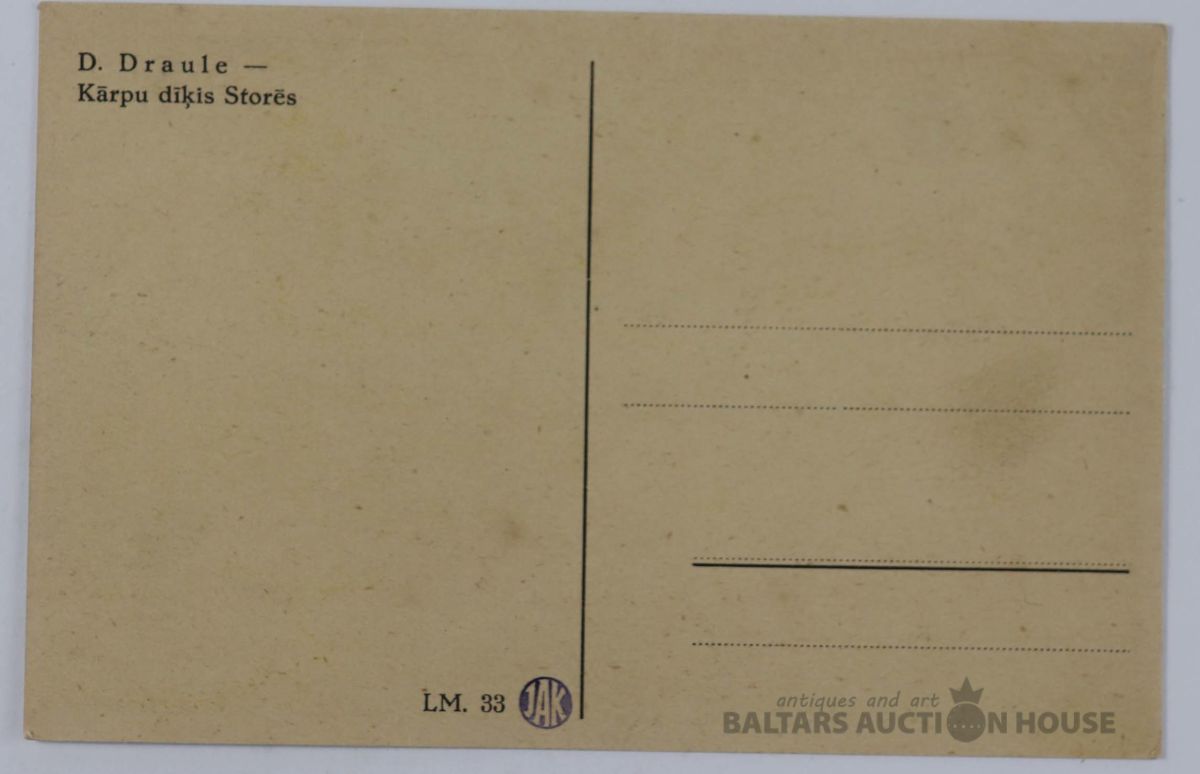 D. Draule —
Kārpu dīķis Storēs
LM. 33 JAK
antiques and art
BALTARS AUCTION HOUSE